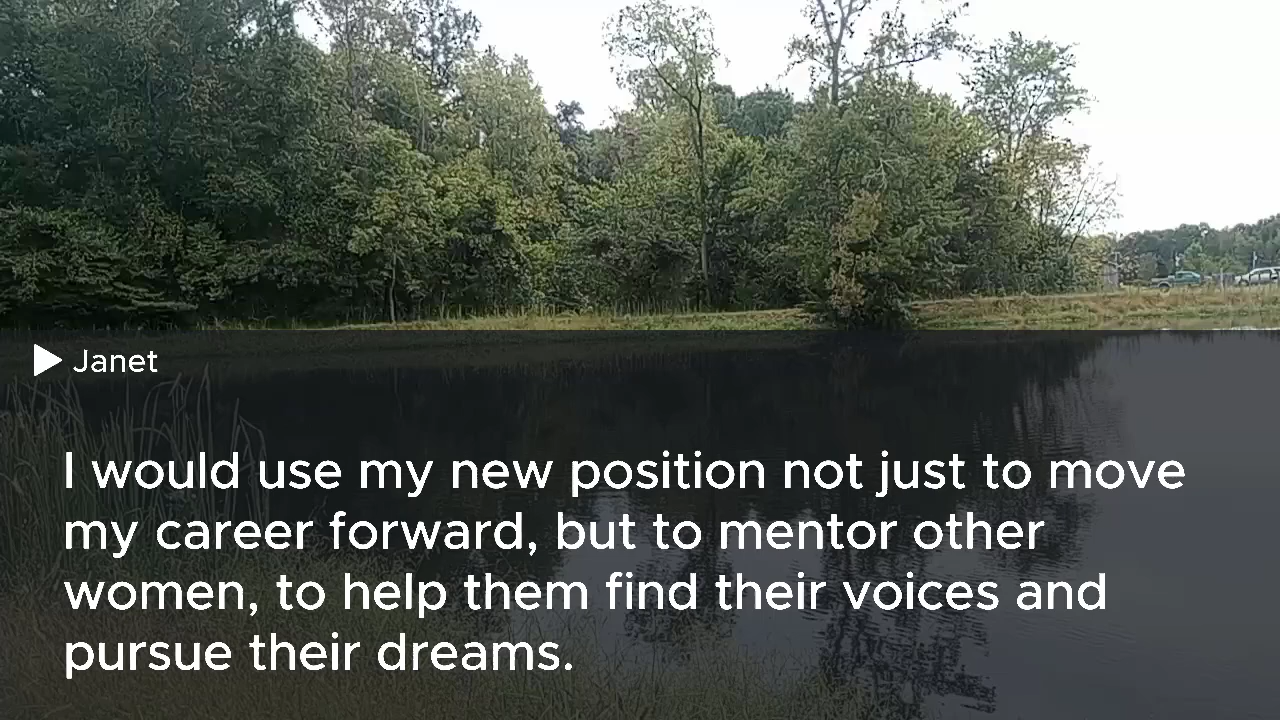 Janet
I would use my new position not just to move
my career forward, but to mentor other
women, to help them find their voices and
pursue their dreams.